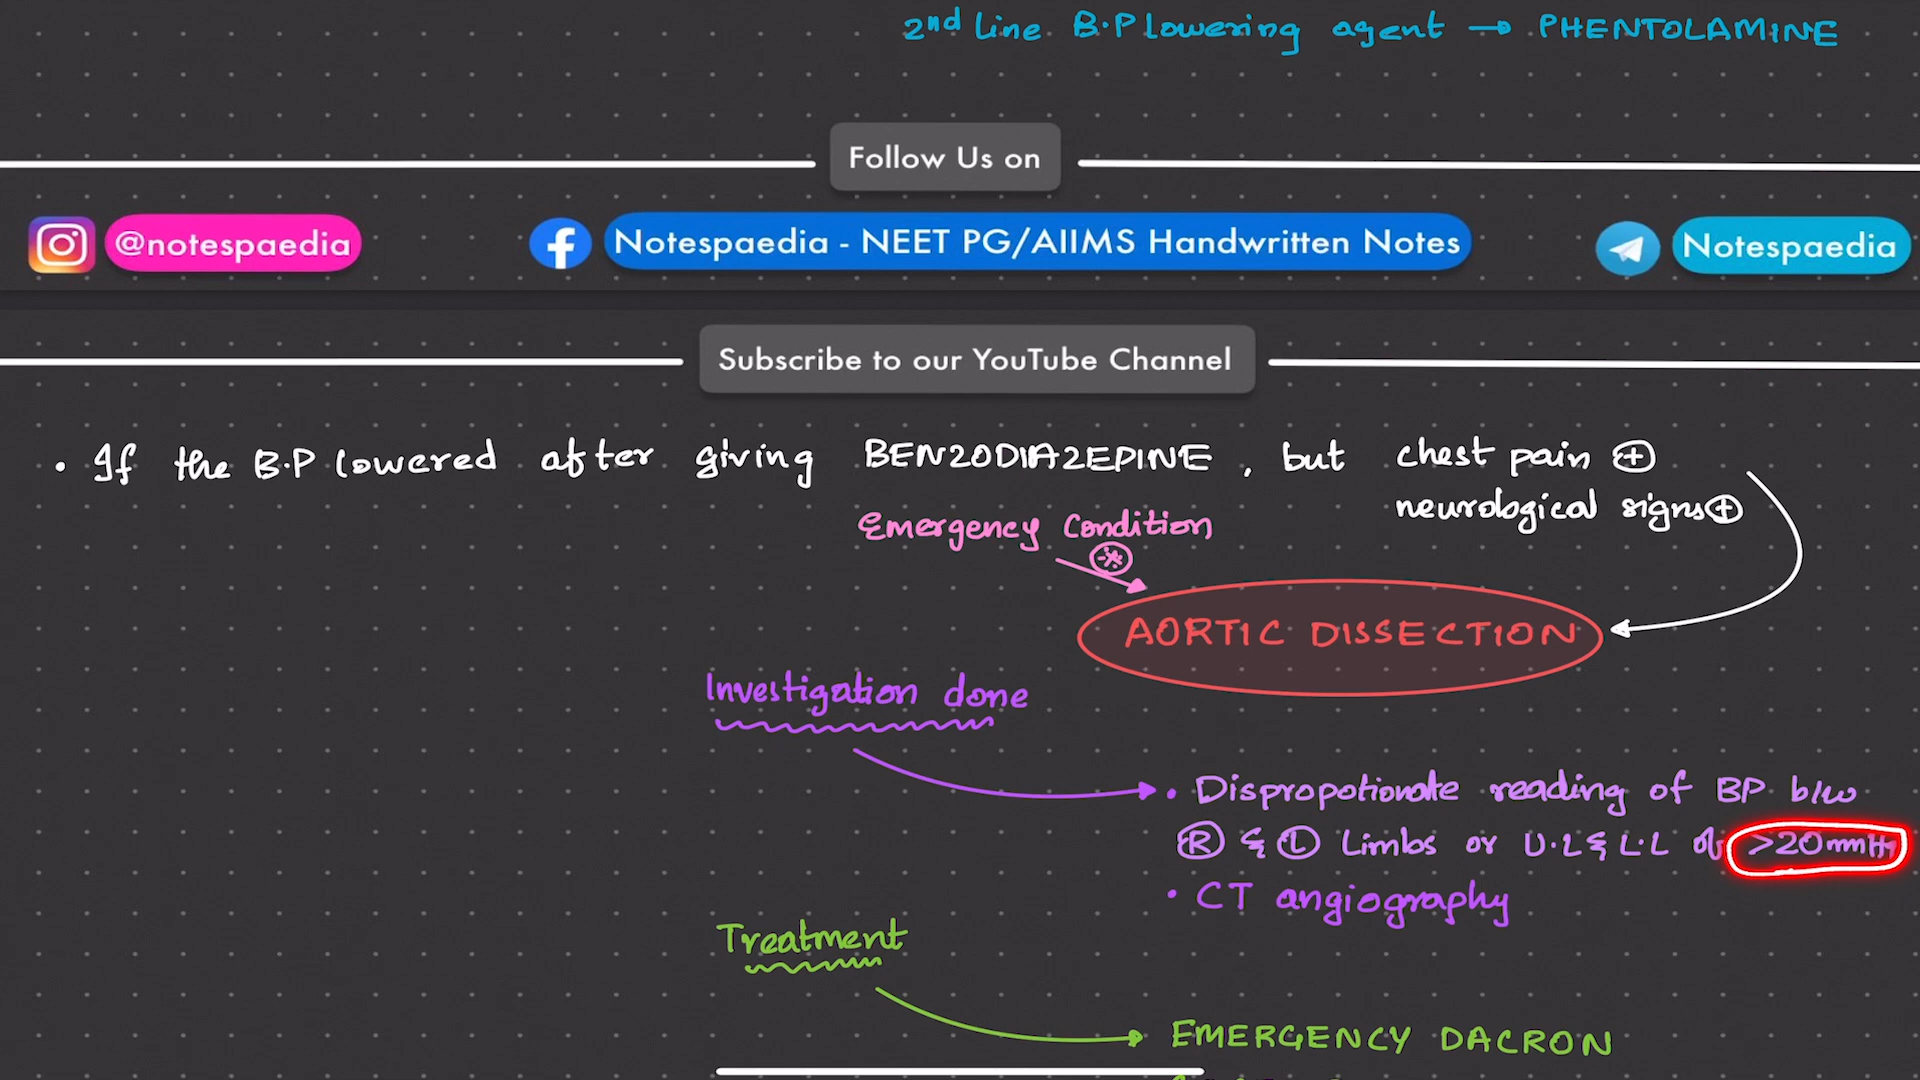 2nd Line B.P lowering agent → PHENTOLAMINE
Follow Us on
@notespaedia
Notespaedia - NEET PG/AIIMS Handwritten Notes
Notespaedia
Subscribe to our YouTube Channel
• If the B.P lowered after giving BENZODIAZEPINE, but chest pain ⊕
neurological signs ⊕
Emergency Condition
AORTIC DISSECTION
Investigation done
• Dispropotionate reading of BP b/w
Ⓡ & Ⓛ Limbs or U.L & L.L of >20mmHg
• CT angiography
Treatment
EMERGENCY DACRON